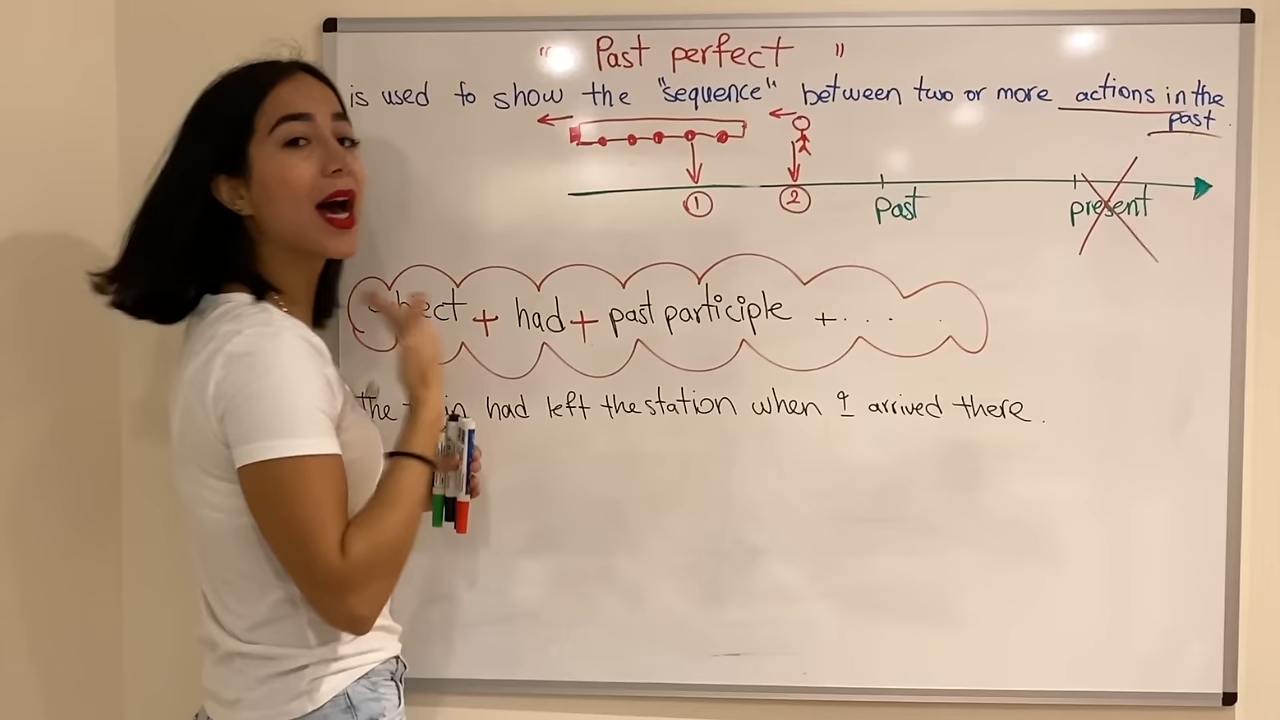 " Past perfect "
is used to show the "sequence" between two or more actions in the
past.
1 2
past present
+ had + past participle + . . . .
The had left the station when I arrived there.